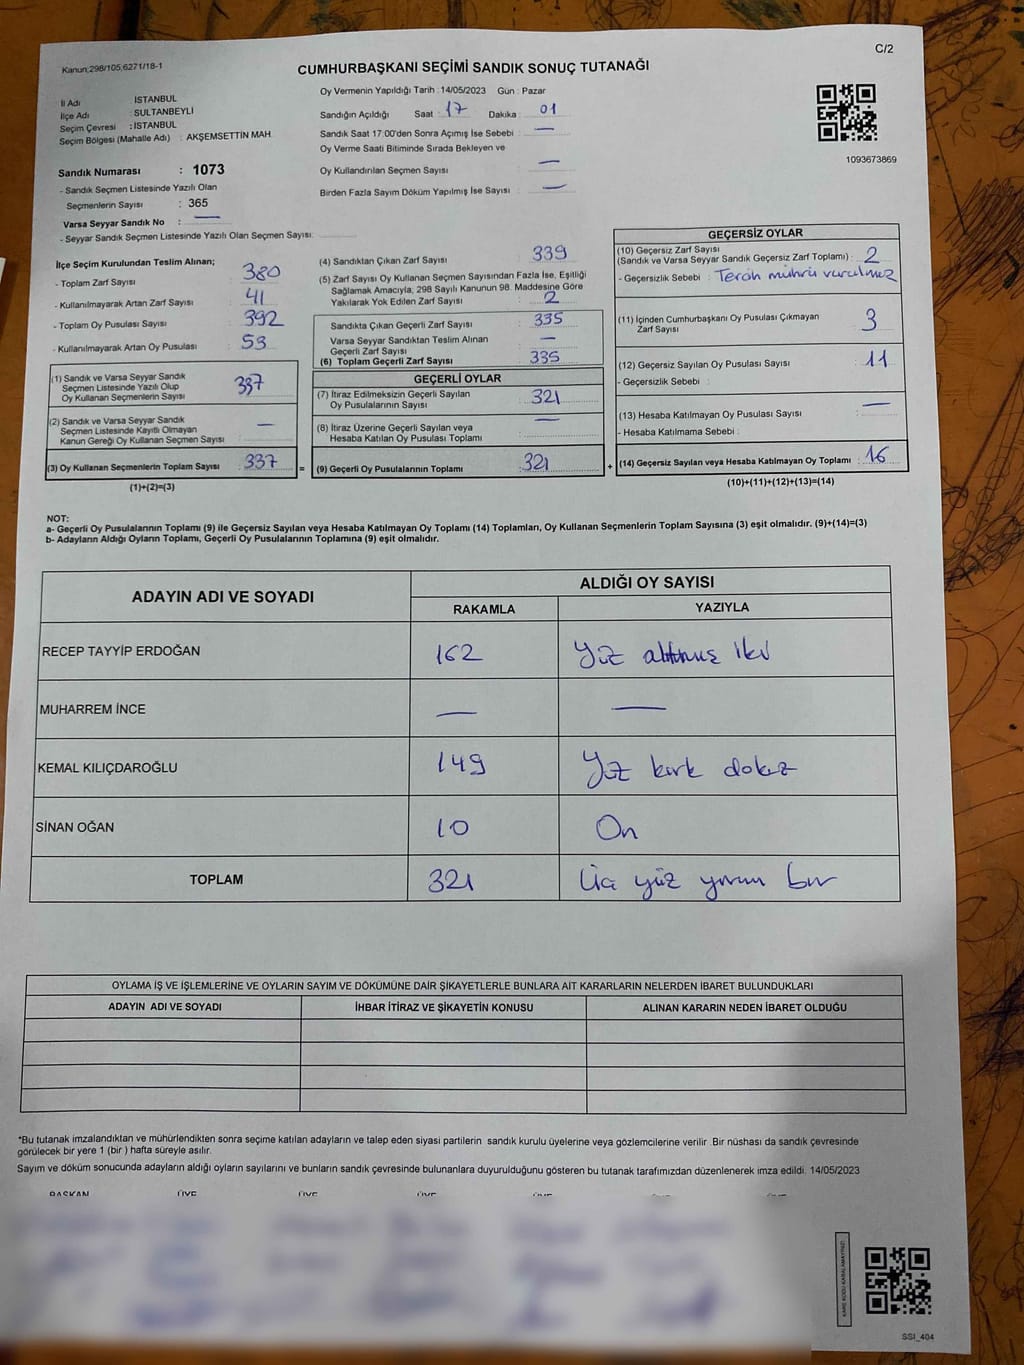 C/2
Kanun;298/105,6271/18-1
CUMHURBAŞKANI SEÇİMİ SANDIK SONUÇ TUTANAĞI
İl Adı : İSTANBUL
İlçe Adı : SULTANBEYLİ
Seçim Çevresi : İSTANBUL
Seçim Bölgesi (Mahalle Adı) : AKŞEMSETTİN MAH.
Sandık Numarası : 1073
- Sandık Seçmen Listesinde Yazılı Olan
Seçmenlerin Sayısı : 365
Varsa Seyyar Sandık No : —
- Seyyar Sandık Seçmen Listesinde Yazılı Olan Seçmen Sayısı:
Oy Vermenin Yapıldığı Tarih : 14/05/2023 Gün : Pazar
Sandığın Açıldığı Saat : 17 Dakika : 01
Sandık Saat 17:00'den Sonra Açımış İse Sebebi : —
Oy Verme Saati Bitiminde Sırada Bekleyen ve
Oy Kullandırılan Seçmen Sayısı : —
Birden Fazla Sayım Döküm Yapılmış İse Sayısı : —
1093673869
İlçe Seçim Kurulundan Teslim Alınan;
- Toplam Zarf Sayısı : 380
- Kullanılmayarak Artan Zarf Sayısı : 41
- Toplam Oy Pusulası Sayısı : 392
- Kullanılmayarak Artan Oy Pusulası : 53
(1) Sandık ve Varsa Seyyar Sandık
Seçmen Listesinde Yazılı Olup
Oy Kullanan Seçmenlerin Sayısı : 337
(2) Sandık ve Varsa Seyyar Sandık
Seçmen Listesinde Kayıtlı Olmayan
Kanun Gereği Oy Kullanan Seçmen Sayısı : —
(3) Oy Kullanan Seçmenlerin Toplam Sayısı : 337
(1)+(2)=(3)
(4) Sandıktan Çıkan Zarf Sayısı : 339
(5) Zarf Sayısı Oy Kullanan Seçmen Sayısından Fazla İse, Eşitliği
Sağlamak Amacıyla, 298 Sayılı Kanunun 98. Maddesine Göre
Yakılarak Yok Edilen Zarf Sayısı : 2
Sandıkta Çıkan Geçerli Zarf Sayısı : 335
Varsa Seyyar Sandıktan Teslim Alınan
Geçerli Zarf Sayısı : —
(6) Toplam Geçerli Zarf Sayısı : 335
GEÇERLİ OYLAR
(7) İtiraz Edilmeksizin Geçerli Sayılan
Oy Pusulalarının Sayısı : 321
(8) İtiraz Üzerine Geçerli Sayılan veya
Hesaba Katılan Oy Pusulası Toplamı : —
= (9) Geçerli Oy Pusulalarının Toplamı : 321 +
GEÇERSİZ OYLAR
(10) Geçersiz Zarf Sayısı
(Sandık ve Varsa Seyyar Sandık Geçersiz Zarf Toplamı) : 2
- Geçersizlik Sebebi : Tercih mührü vurulmuş
(11) İçinden Cumhurbaşkanı Oy Pusulası Çıkmayan
Zarf Sayısı : 3
(12) Geçersiz Sayılan Oy Pusulası Sayısı : 11
- Geçersizlik Sebebi :
(13) Hesaba Katılmayan Oy Pusulası Sayısı : —
- Hesaba Katılmama Sebebi :
(14) Geçersiz Sayılan veya Hesaba Katılmayan Oy Toplamı : 16
(10)+(11)+(12)+(13)=(14)
NOT:
a- Geçerli Oy Pusulalarının Toplamı (9) ile Geçersiz Sayılan veya Hesaba Katılmayan Oy Toplamı (14) Toplamları, Oy Kullanan Seçmenlerin Toplam Sayısına (3) eşit olmalıdır. (9)+(14)=(3)
b- Adayların Aldığı Oyların Toplamı, Geçerli Oy Pusulalarının Toplamına (9) eşit olmalıdır.
ADAYIN ADI VE SOYADI
ALDIĞI OY SAYISI
RAKAMLA YAZIYLA
RECEP TAYYİP ERDOĞAN 162 Yüz altmış iki
MUHARREM İNCE — —
KEMAL KILIÇDAROĞLU 149 Yüz kırk dokuz
SİNAN OĞAN 10 On
TOPLAM 321 Üç yüz yirmi bir
OYLAMA İŞ VE İŞLEMLERİNE VE OYLARIN SAYIM VE DÖKÜMÜNE DAİR ŞİKAYETLERLE BUNLARA AİT KARARLARIN NELERDEN İBARET BULUNDUKLARI
ADAYIN ADI VE SOYADI İHBAR İTİRAZ VE ŞİKAYETİN KONUSU ALINAN KARARIN NEDEN İBARET OLDUĞU
*Bu tutanak imzalandıktan ve mühürlendikten sonra seçime katılan adayların ve talep eden siyasi partilerin sandık kurulu üyelerine veya gözlemcilerine verilir .Bir nüshası da sandık çevresinde
görülecek bir yere 1 (bir ) hafta süreyle asılır.
Sayım ve döküm sonucunda adayların aldığı oyların sayılarını ve bunların sandık çevresinde bulunanlara duyurulduğunu gösteren bu tutanak tarafımızdan düzenlenerek imza edildi. 14/05/2023
BAŞKAN ÜYE ÜYE ÜYE ÜYE
KARE KODU KARALAMAYINIZ!
SSİ_404